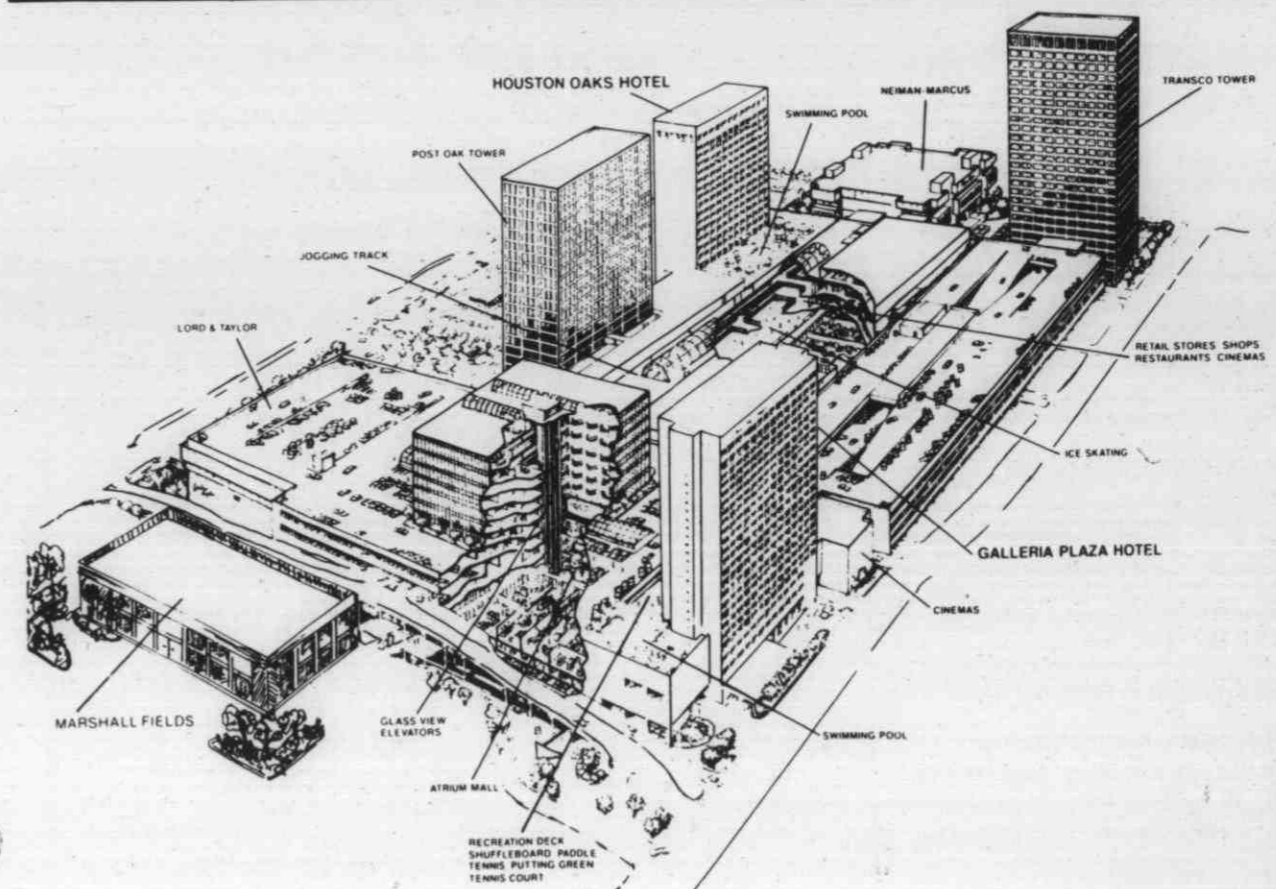 HOUSTON OAKS HOTEL
NEIMAN-MARCUS
TRANSCO TOWER
SWIMMING POOL
POST OAK TOWER
JOGGING TRACK
LORD & TAYLOR
RETAIL STORES SHOPS
RESTAURANTS CINEMAS
ICE SKATING
GALLERIA PLAZA HOTEL
CINEMAS
MARSHALL FIELDS
GLASS VIEW
ELEVATORS
SWIMMING POOL
ATRIUM MALL
RECREATION DECK
SHUFFLEBOARD PADDLE
TENNIS PUTTING GREEN
TENNIS COURT